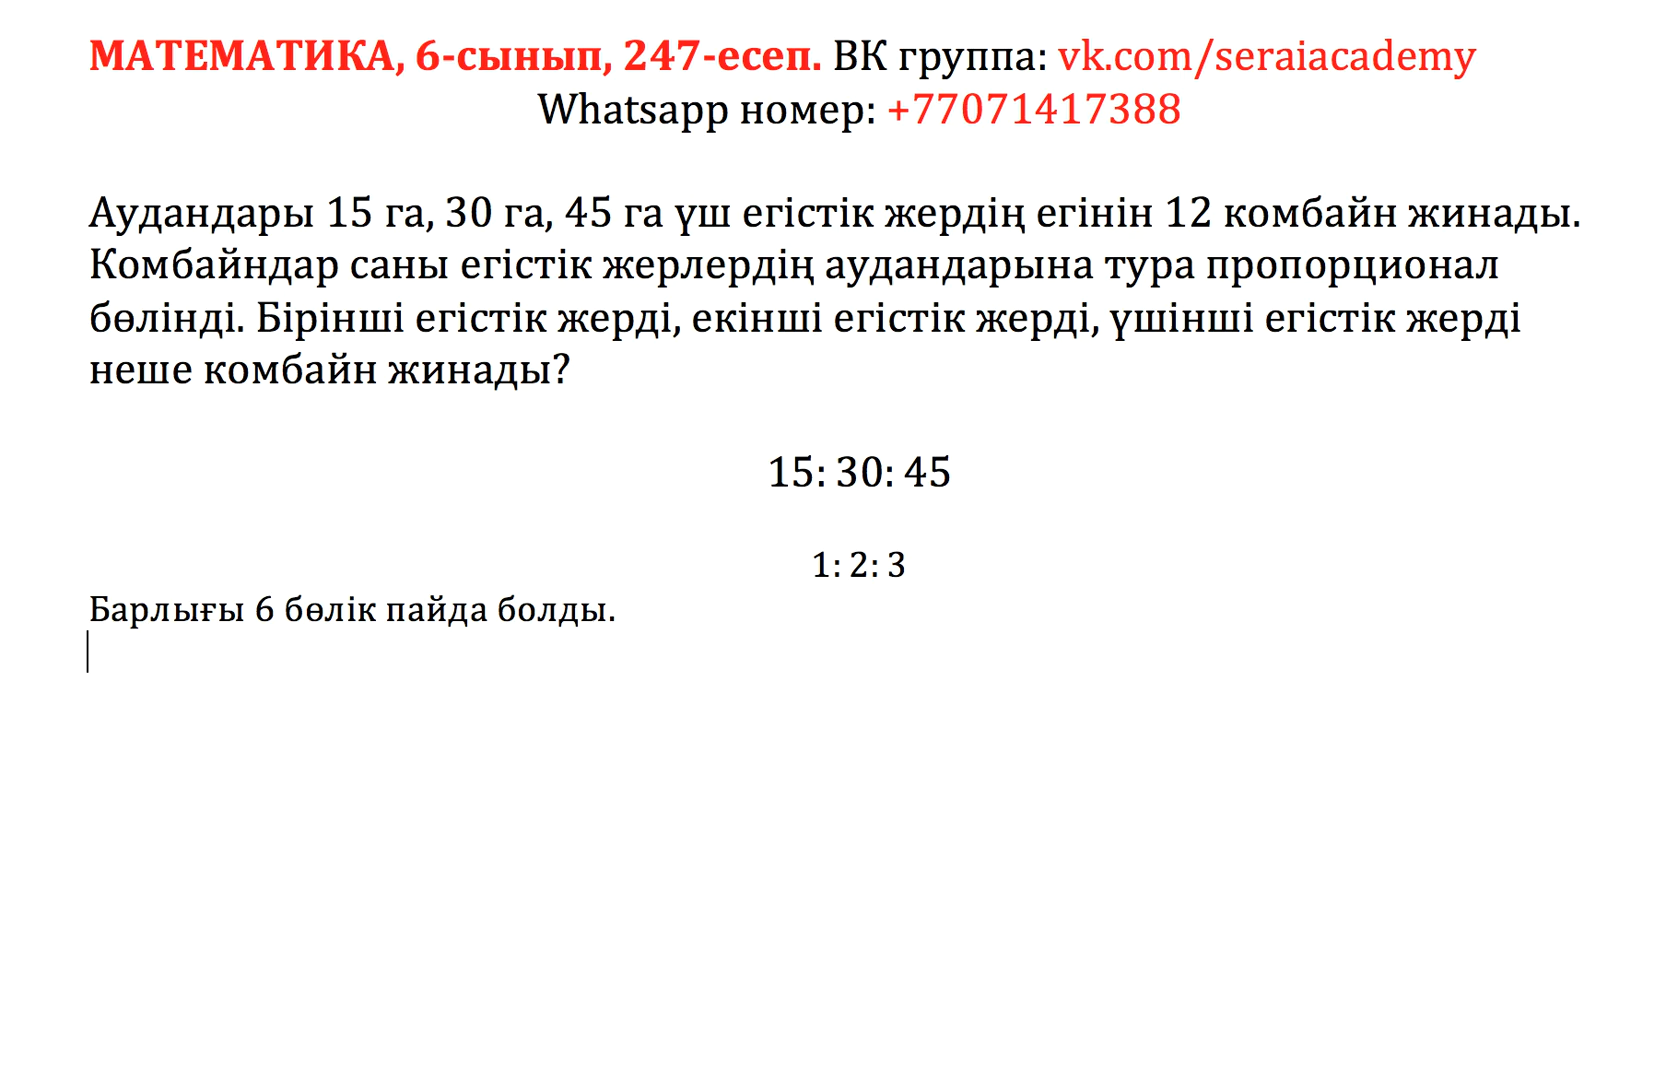 МАТЕМАТИКА, 6-сынып, 247-есеп. ВК группа: vk.com/seraiacademy
Whatsapp номер: +77071417388
Аудандары 15 га, 30 га, 45 га үш егістік жердің егінін 12 комбайн жинады.
Комбайндар саны егістік жерлердің аудандарына тура пропорционал
бөлінді. Бірінші егістік жерді, екінші егістік жерді, үшінші егістік жерді
неше комбайн жинады?
15: 30: 45
1: 2: 3
Барлығы 6 бөлік пайда болды.